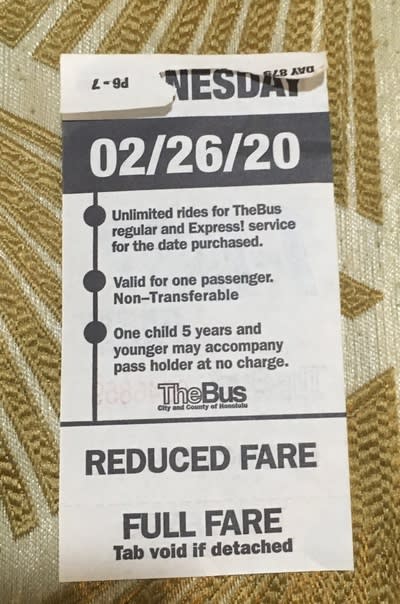 P6 - 7
NESDAY
DAY 875
02/26/20
Unlimited rides for TheBus
regular and Express! service
for the date purchased.
Valid for one passenger.
Non–Transferable
One child 5 years and
younger may accompany
pass holder at no charge.
TheBus
City and County of Honolulu
REDUCED FARE
FULL FARE
Tab void if detached